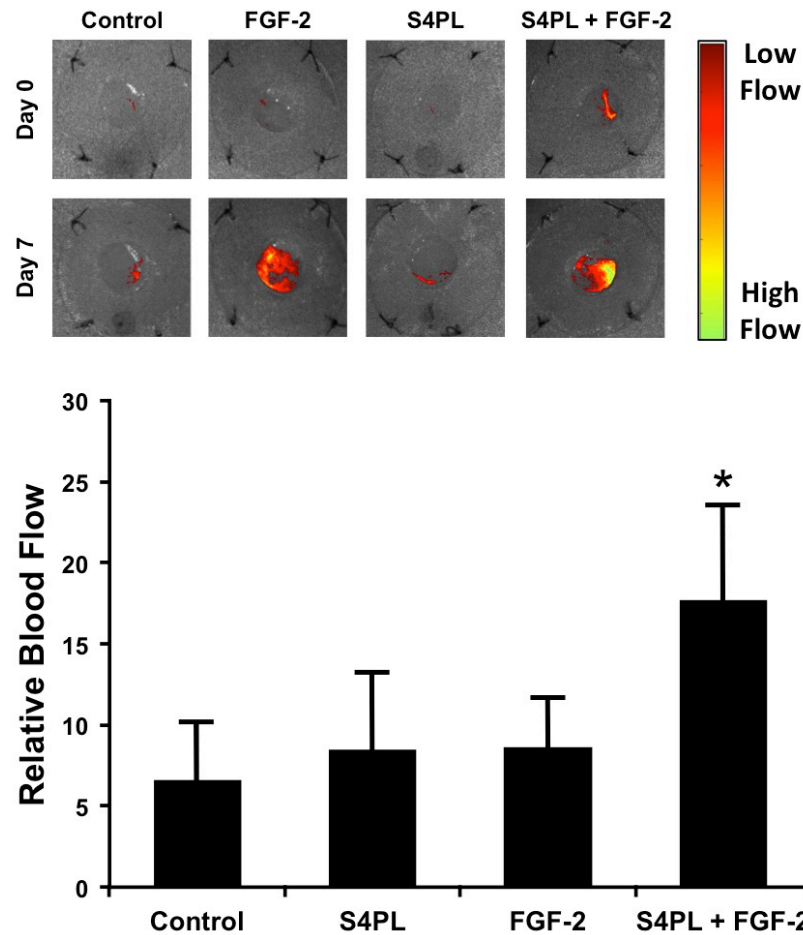 Control FGF-2 S4PL S4PL + FGF-2
Low
Flow
Day 0
Day 7
High
Flow
30
25
20
15
10
5
0
Relative Blood Flow
*
Control S4PL FGF-2 S4PL + FGF-2